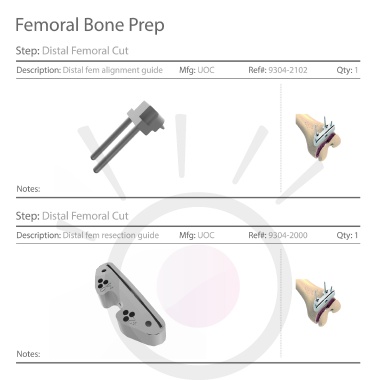 Femoral Bone Prep
Step: Distal Femoral Cut
Description: Distal fem alignment guide Mfg: UOC Ref#: 9304-2102 Qty: 1
Notes:
Step: Distal Femoral Cut
Description: Distal fem resection guide Mfg: UOC Ref#: 9304-2000 Qty: 1
Notes: